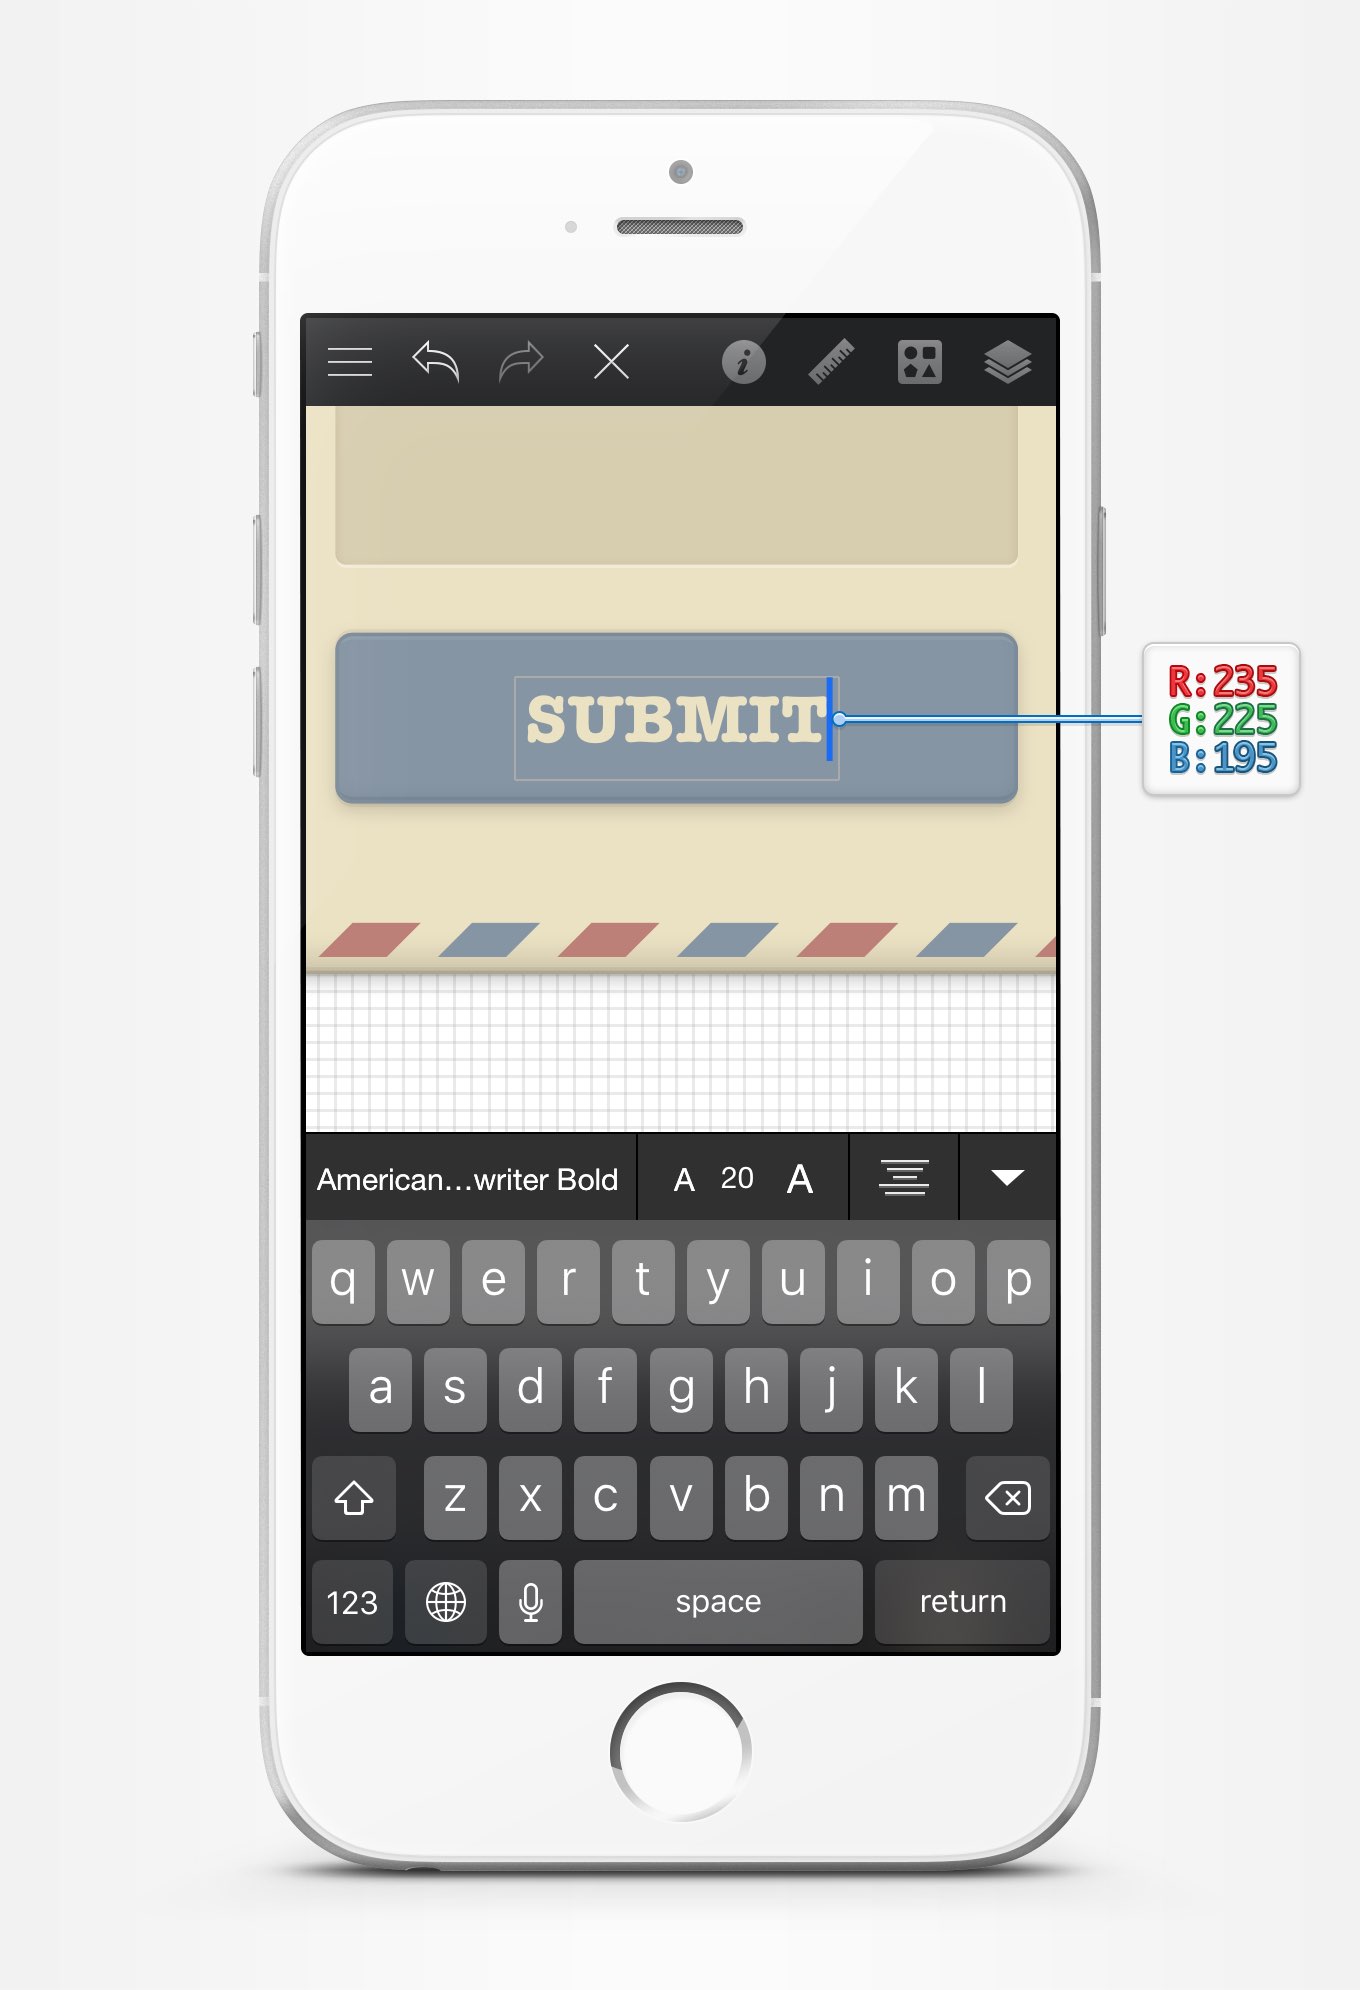 SUBMIT
R:235
G:225
B:195
American...writer Bold A 20 A
q w e r t y u i o p
a s d f g h j k l
z x c v b n m
123 space return